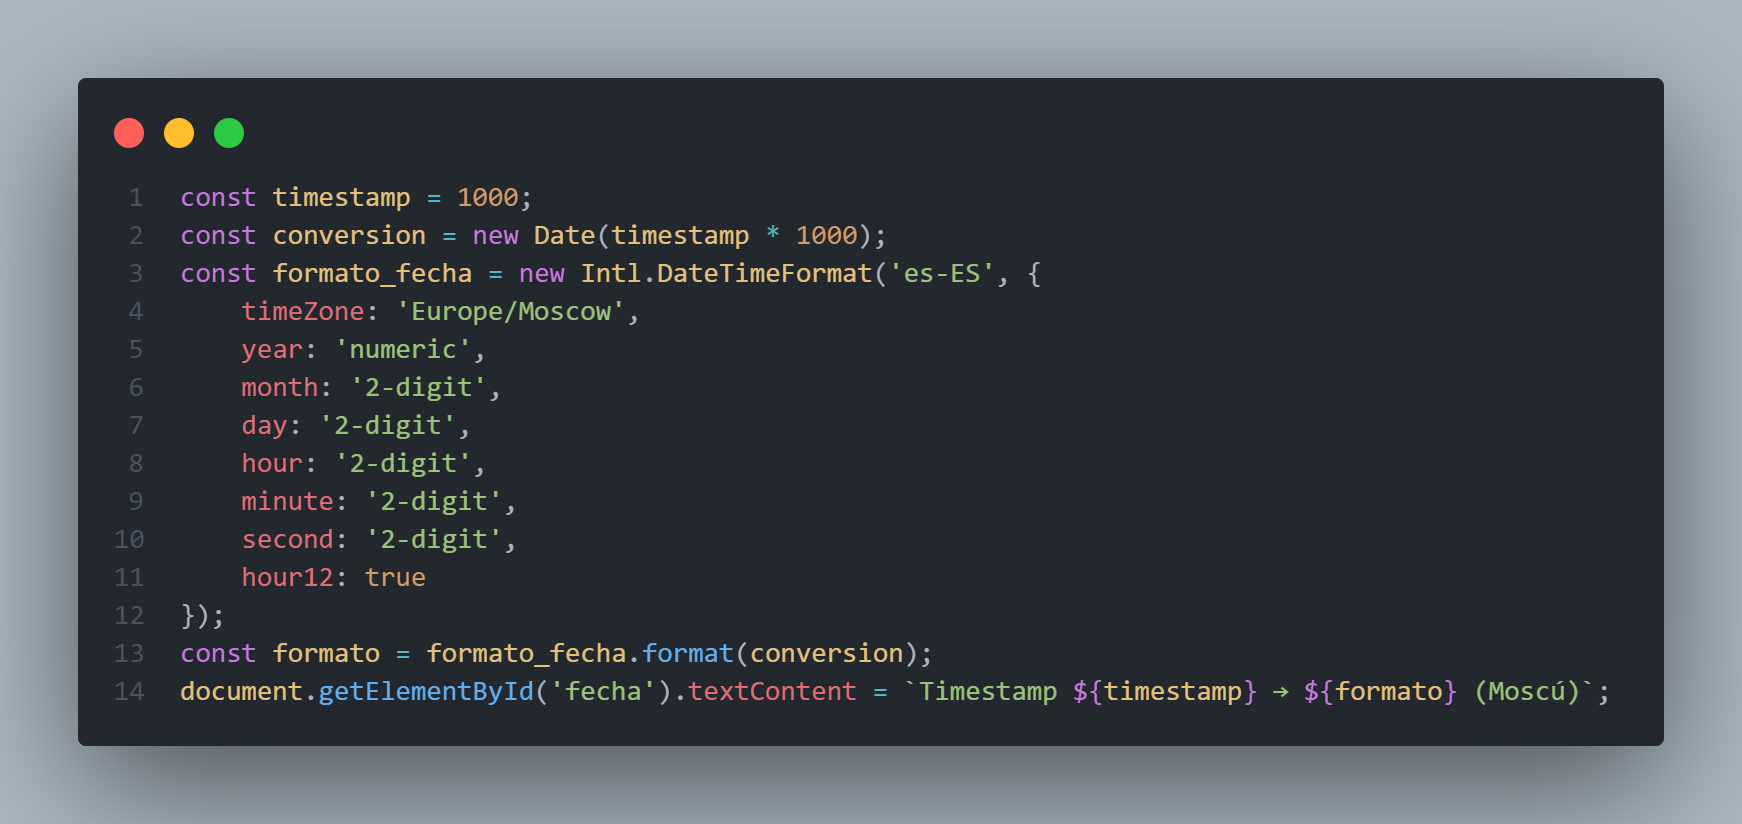 1 const timestamp = 1000;
2 const conversion = new Date(timestamp * 1000);
3 const formato_fecha = new Intl.DateTimeFormat('es-ES', {
4     timeZone: 'Europe/Moscow',
5     year: 'numeric',
6     month: '2-digit',
7     day: '2-digit',
8     hour: '2-digit',
9     minute: '2-digit',
10     second: '2-digit',
11     hour12: true
12 });
13 const formato = formato_fecha.format(conversion);
14 document.getElementById('fecha').textContent = `Timestamp ${timestamp} → ${formato} (Moscú)`;